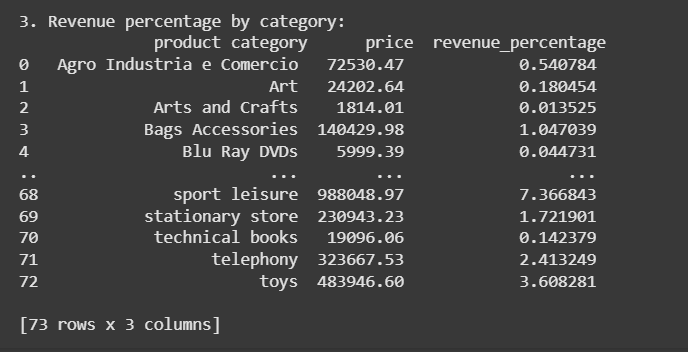 3. Revenue percentage by category:
product category price revenue_percentage
0 Agro Industria e Comercio 72530.47 0.540784
1 Art 24202.64 0.180454
2 Arts and Crafts 1814.01 0.013525
3 Bags Accessories 140429.98 1.047039
4 Blu Ray DVDs 5999.39 0.044731
.. ... ... ...
68 sport leisure 988048.97 7.366843
69 stationary store 230943.23 1.721901
70 technical books 19096.06 0.142379
71 telephony 323667.53 2.413249
72 toys 483946.60 3.608281
[73 rows x 3 columns]